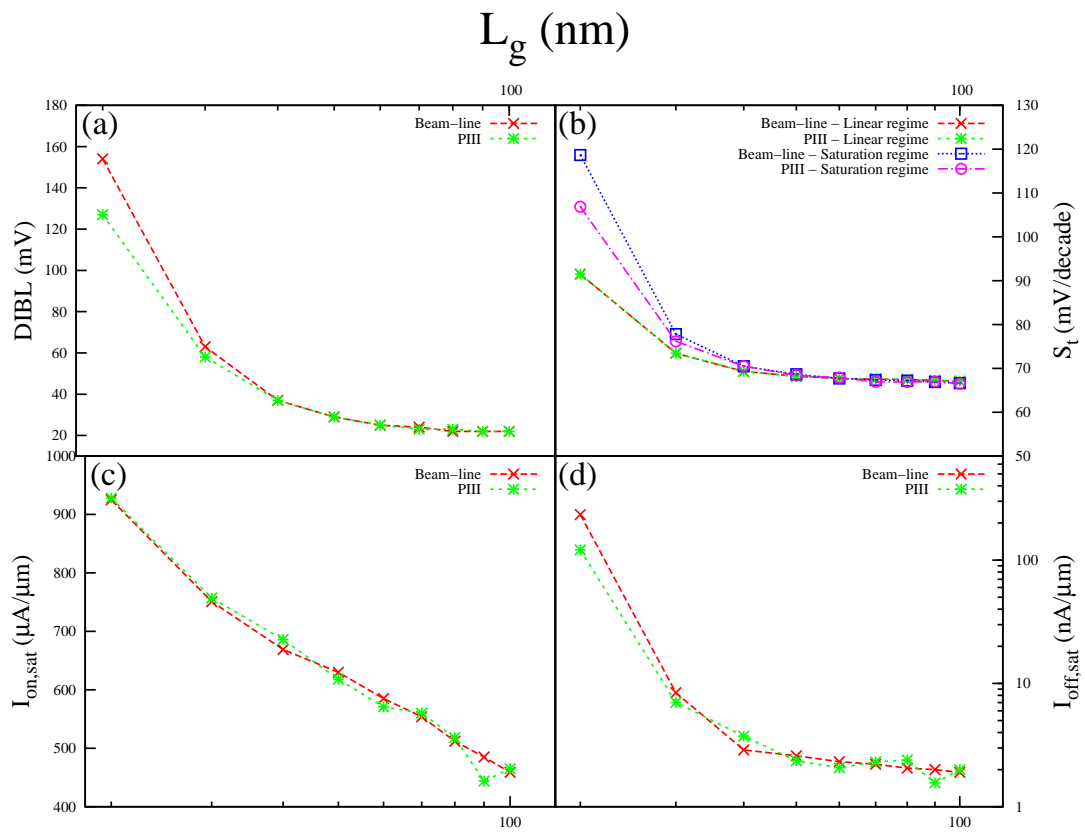 L_g (nm)
100
100
(a)
Beam−line
PIII
180
160
140
120
100
80
60
40
20
DIBL (mV)
(b)
Beam−line − Linear regime
PIII − Linear regime
Beam−line − Saturation regime
PIII − Saturation regime
130
120
110
100
90
80
70
60
50
S_t (mV/decade)
(c)
Beam−line
PIII
1000
900
800
700
600
500
400
I_on,sat (μA/μm)
100
(d)
Beam−line
PIII
100
10
1
I_off,sat (nA/μm)
100